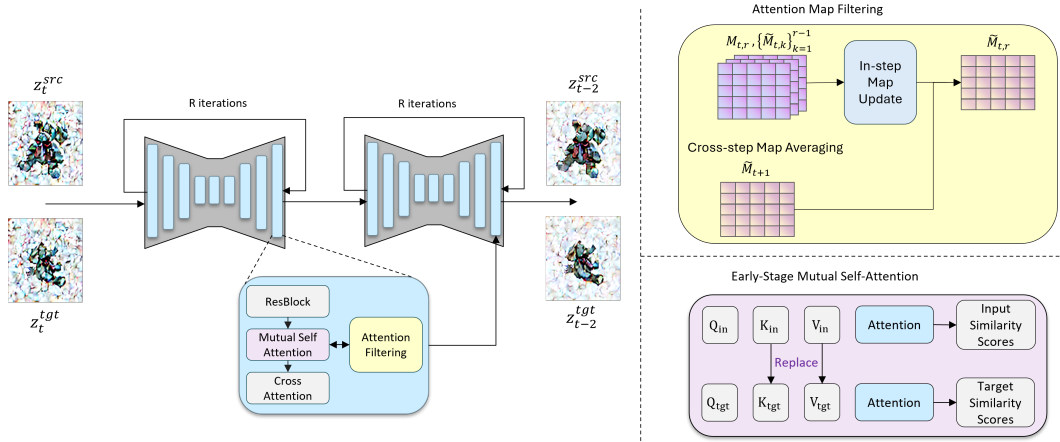 z_t^{src}
R iterations
R iterations
z_{t-2}^{src}
z_t^{tgt}
z_{t-2}^{tgt}
ResBlock
Mutual Self
Attention
Attention
Filtering
Cross
Attention
Attention Map Filtering
M_{t,r}, {M̃_{t,k}}_{k=1}^{r-1}
In-step
Map
Update
M̃_{t,r}
Cross-step Map Averaging
M̃_{t+1}
Early-Stage Mutual Self-Attention
Q_in K_in V_in Attention
Input
Similarity
Scores
Replace
Q_tgt K_tgt V_tgt Attention
Target
Similarity
Scores